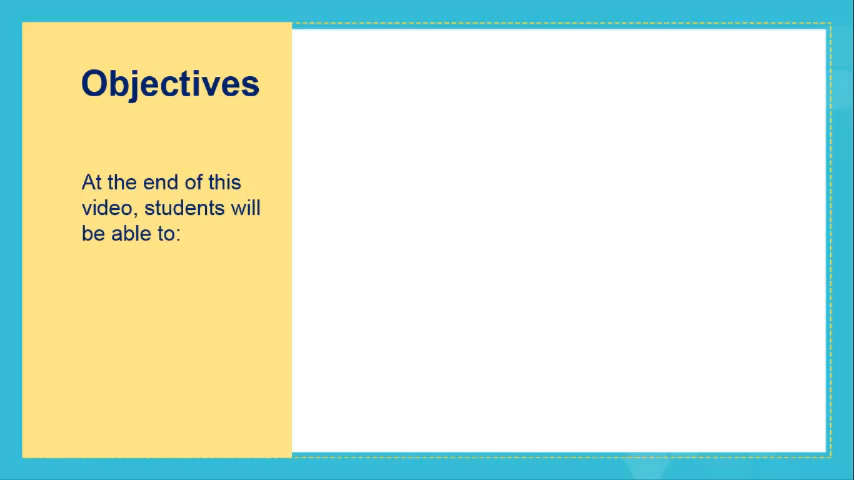 Objectives
At the end of this
video, students will
be able to: